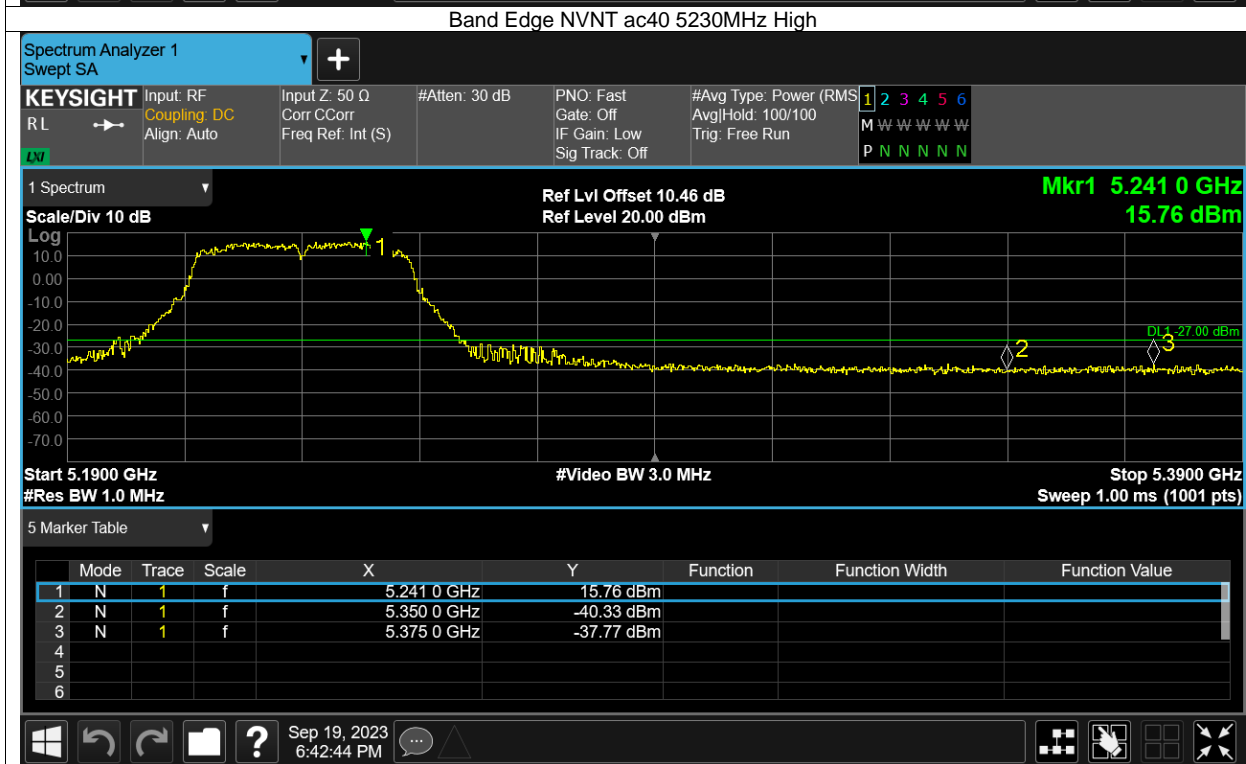 Band Edge NVNT ac40 5230MHz High
Spectrum Analyzer 1
Swept SA
+
KEYSIGHT Input: RF Input Z: 50 Ω #Atten: 30 dB PNO: Fast #Avg Type: Power (RMS 1 2 3 4 5 6
RL Coupling: DC Corr CCorr Gate: Off Avg|Hold: 100/100 M W W W W W W
Align: Auto Freq Ref: Int (S) IF Gain: Low Trig: Free Run
LXI Sig Track: Off P N N N N N N
1 Spectrum Ref Lvl Offset 10.46 dB Mkr1 5.241 0 GHz
Scale/Div 10 dB Ref Level 20.00 dBm 15.76 dBm
Log
10.0
0.00
-10.0
-20.0
-30.0
-40.0
-50.0
-60.0
-70.0
1
DL1 -27.00 dBm
2
3
Start 5.1900 GHz #Video BW 3.0 MHz Stop 5.3900 GHz
#Res BW 1.0 MHz Sweep 1.00 ms (1001 pts)
5 Marker Table
Mode Trace Scale X Y Function Function Width Function Value
1 N 1 f 5.241 0 GHz 15.76 dBm
2 N 1 f 5.350 0 GHz -40.33 dBm
3 N 1 f 5.375 0 GHz -37.77 dBm
4
5
6
? Sep 19, 2023
6:42:44 PM